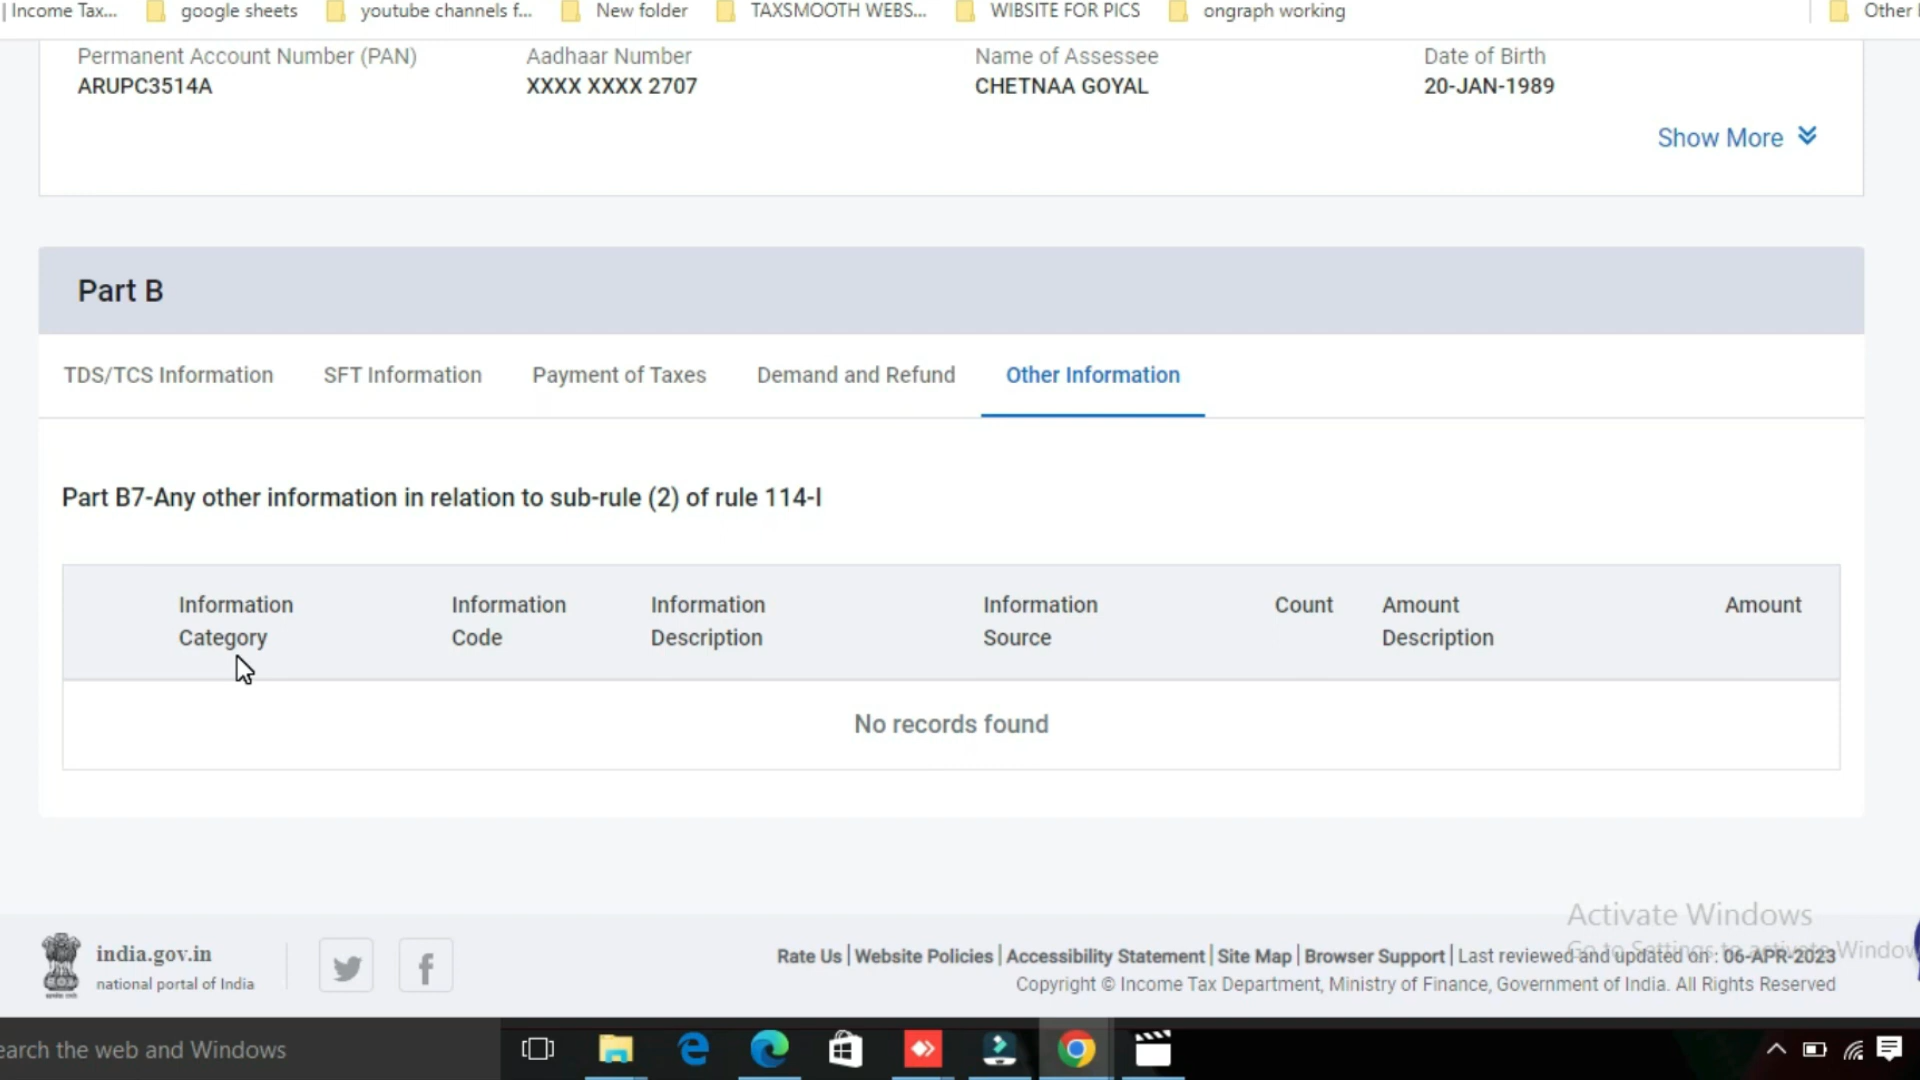 Income Tax...
google sheets
youtube channels f...
New folder
TAXSMOOTH WEBS...
WIBSITE FOR PICS
ongraph working
Other
Permanent Account Number (PAN)
Aadhaar Number
Name of Assessee
Date of Birth
ARUPC3514A
XXXX XXXX 2707
CHETNAA GOYAL
20-JAN-1989
Show More
Part B
TDS/TCS Information
SFT Information
Payment of Taxes
Demand and Refund
Other Information
Part B7-Any other information in relation to sub-rule (2) of rule 114-I
Information Category
Information Code
Information Description
Information Source
Count
Amount Description
Amount
No records found
Activate Windows
Go to Settings to activate Window
india.gov.in
national portal of India
Rate Us | Website Policies | Accessibility Statement | Site Map | Browser Support | Last reviewed and updated on : 06-APR-2023
Copyright © Income Tax Department, Ministry of Finance, Government of India. All Rights Reserved
earch the web and Windows